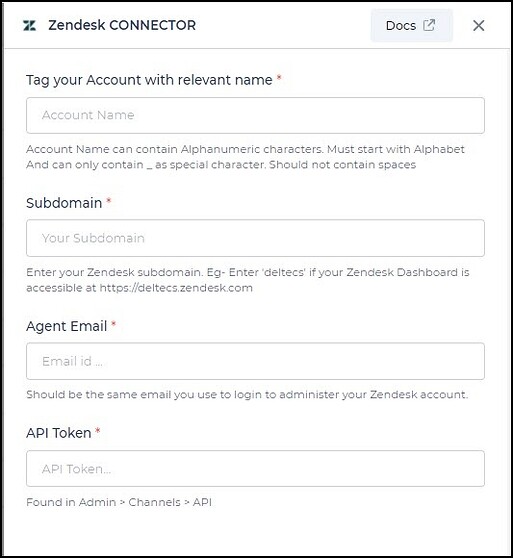 Zendesk CONNECTOR
Docs
Tag your Account with relevant name *
Account Name
Account Name can contain Alphanumeric characters. Must start with Alphabet
And can only contain _ as special character. Should not contain spaces
Subdomain *
Your Subdomain
Enter your Zendesk subdomain. Eg- Enter 'deltecs' if your Zendesk Dashboard is
accessible at https://deltecs.zendesk.com
Agent Email *
Email id ...
Should be the same email you use to login to administer your Zendesk account.
API Token *
API Token...
Found in Admin > Channels > API